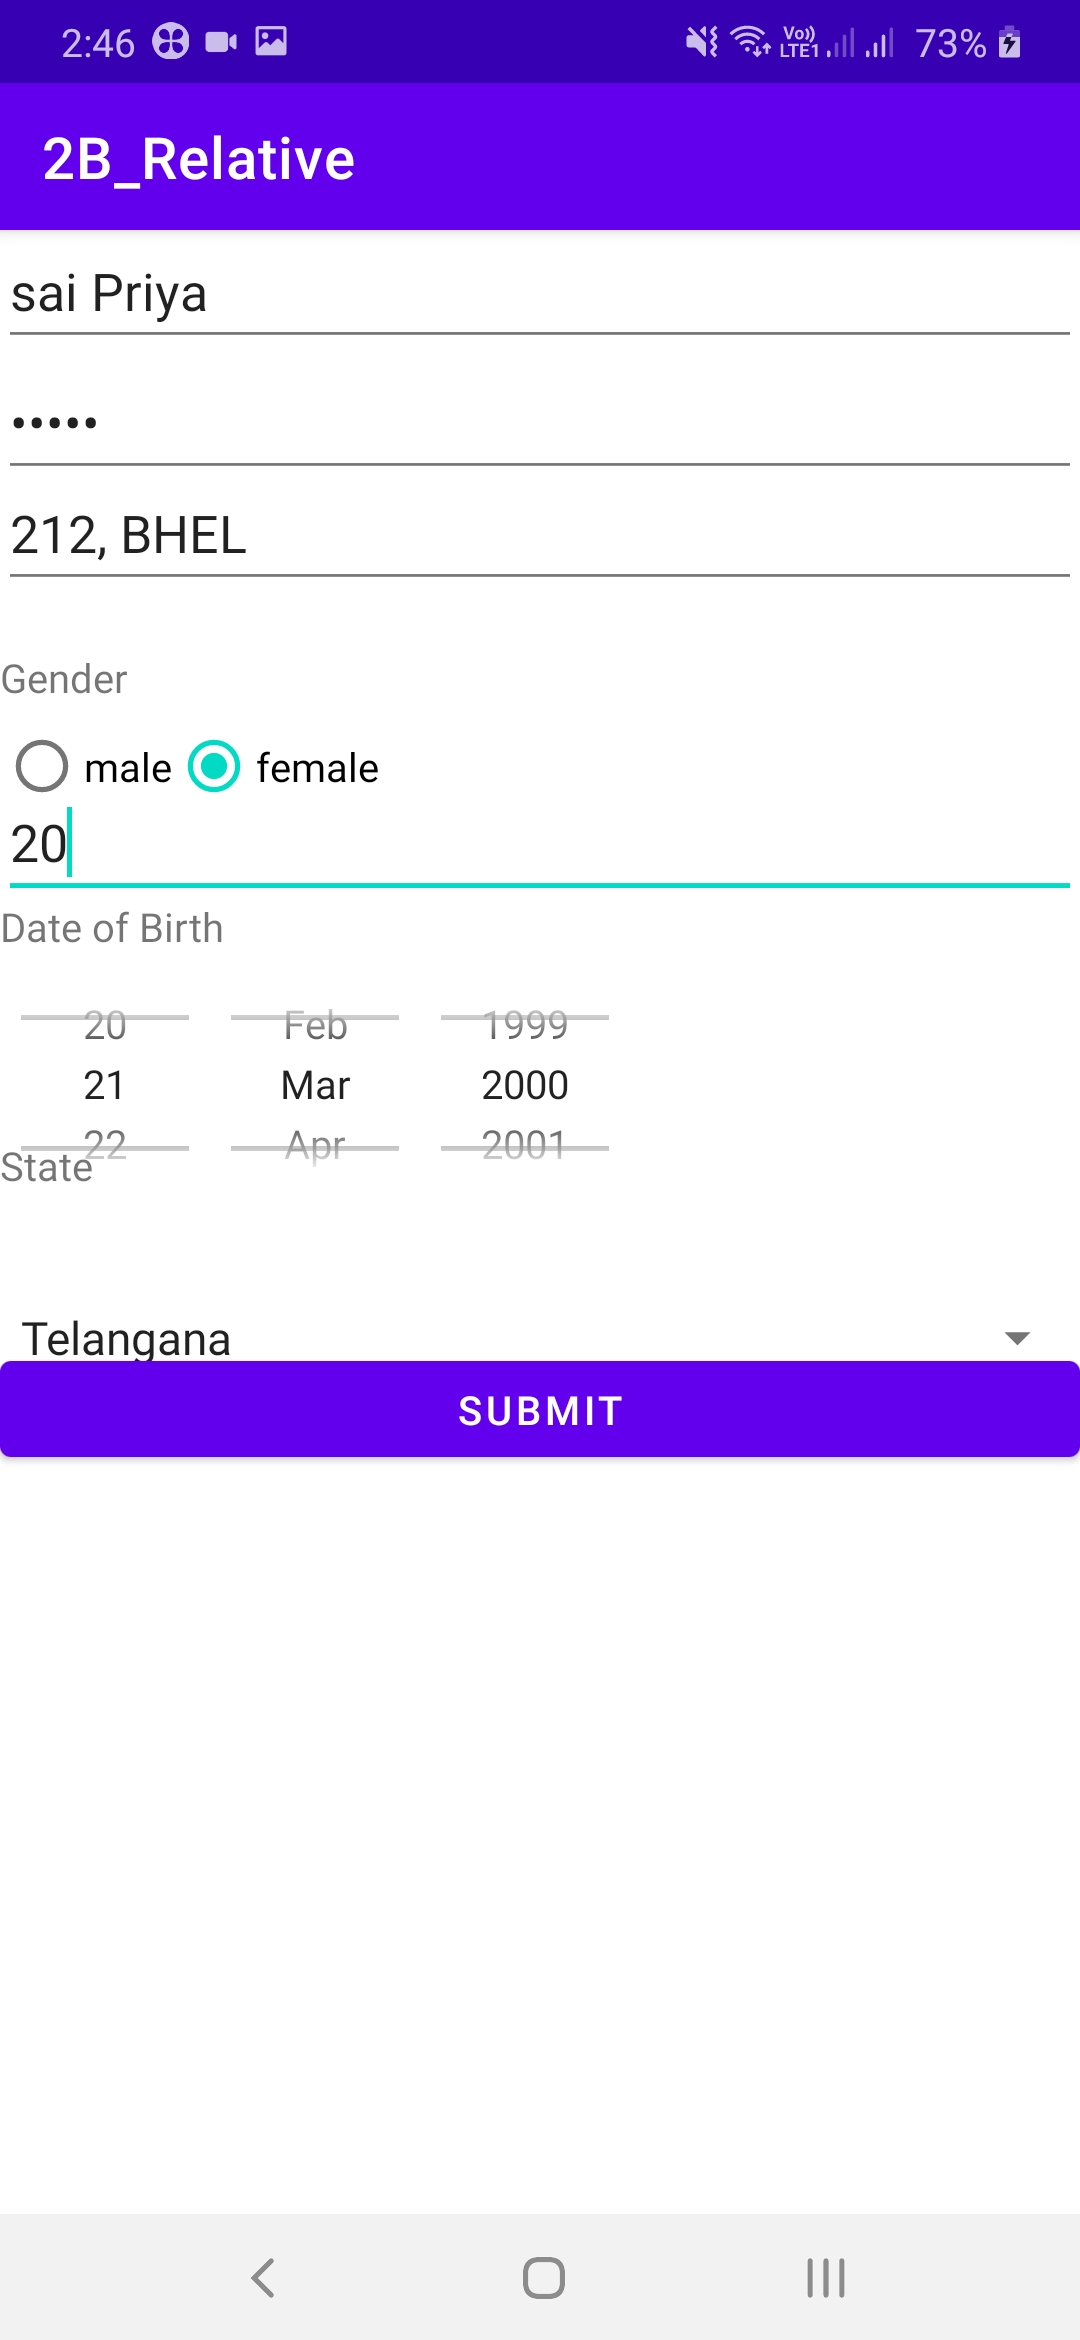 2:46 Vo)) LTE1 73%
2B_Relative
sai Priya
•••••
212, BHEL
Gender
male female
20
Date of Birth
20 Feb 1999
21 Mar 2000
22 Apr 2001
State
Telangana
SUBMIT